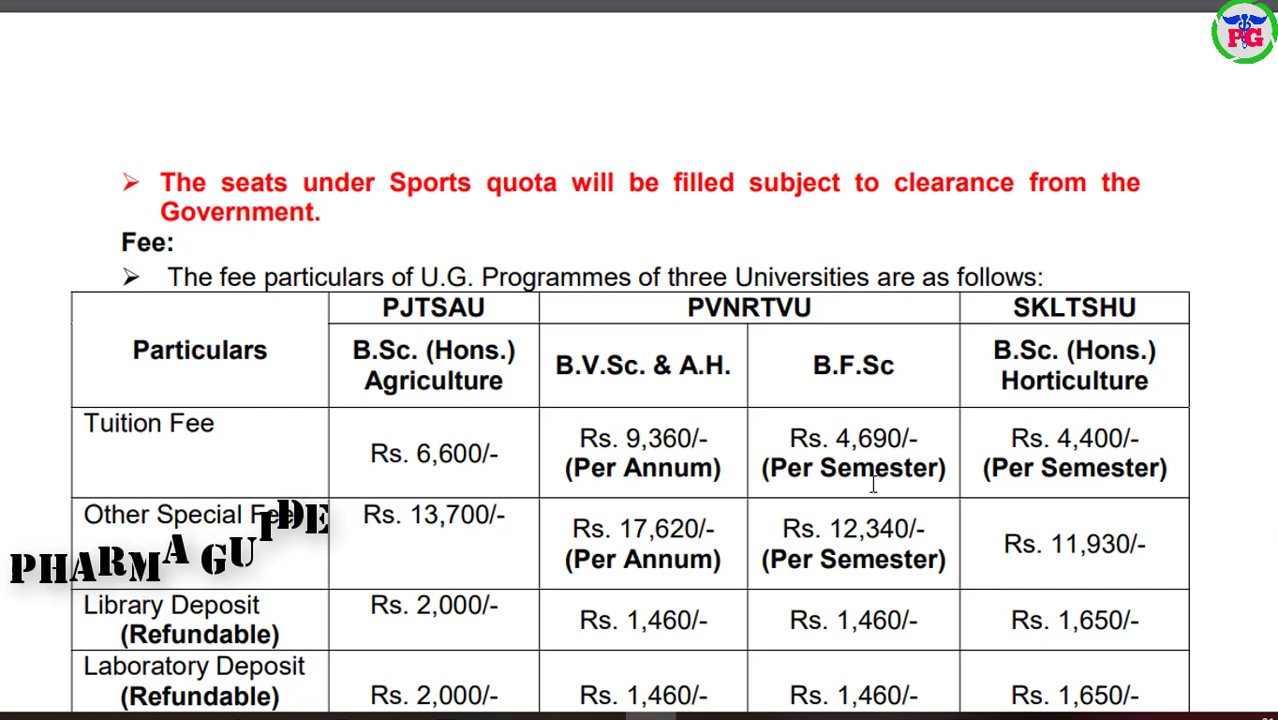 PG
➢ The seats under Sports quota will be filled subject to clearance from the
Government.
Fee:
➢ The fee particulars of U.G. Programmes of three Universities are as follows:
Particulars PJTSAU PVNRTVU SKLTSHU
B.Sc. (Hons.) Agriculture B.V.Sc. & A.H. B.F.Sc B.Sc. (Hons.) Horticulture
Tuition Fee Rs. 6,600/- Rs. 9,360/- (Per Annum) Rs. 4,690/- (Per Semester) Rs. 4,400/- (Per Semester)
Other Special Fee Rs. 13,700/- Rs. 17,620/- (Per Annum) Rs. 12,340/- (Per Semester) Rs. 11,930/-
PHARMA GUIDE
Library Deposit (Refundable) Rs. 2,000/- Rs. 1,460/- Rs. 1,460/- Rs. 1,650/-
Laboratory Deposit (Refundable) Rs. 2,000/- Rs. 1,460/- Rs. 1,460/- Rs. 1,650/-